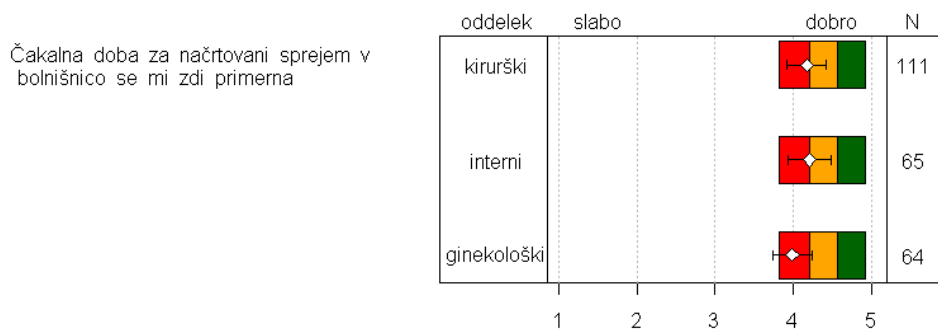 oddelek slabo dobro N
Čakalna doba za načrtovani sprejem v
bolnišnico se mi zdi primerna
kirurški 111
interni 65
ginekološki 64
1 2 3 4 5